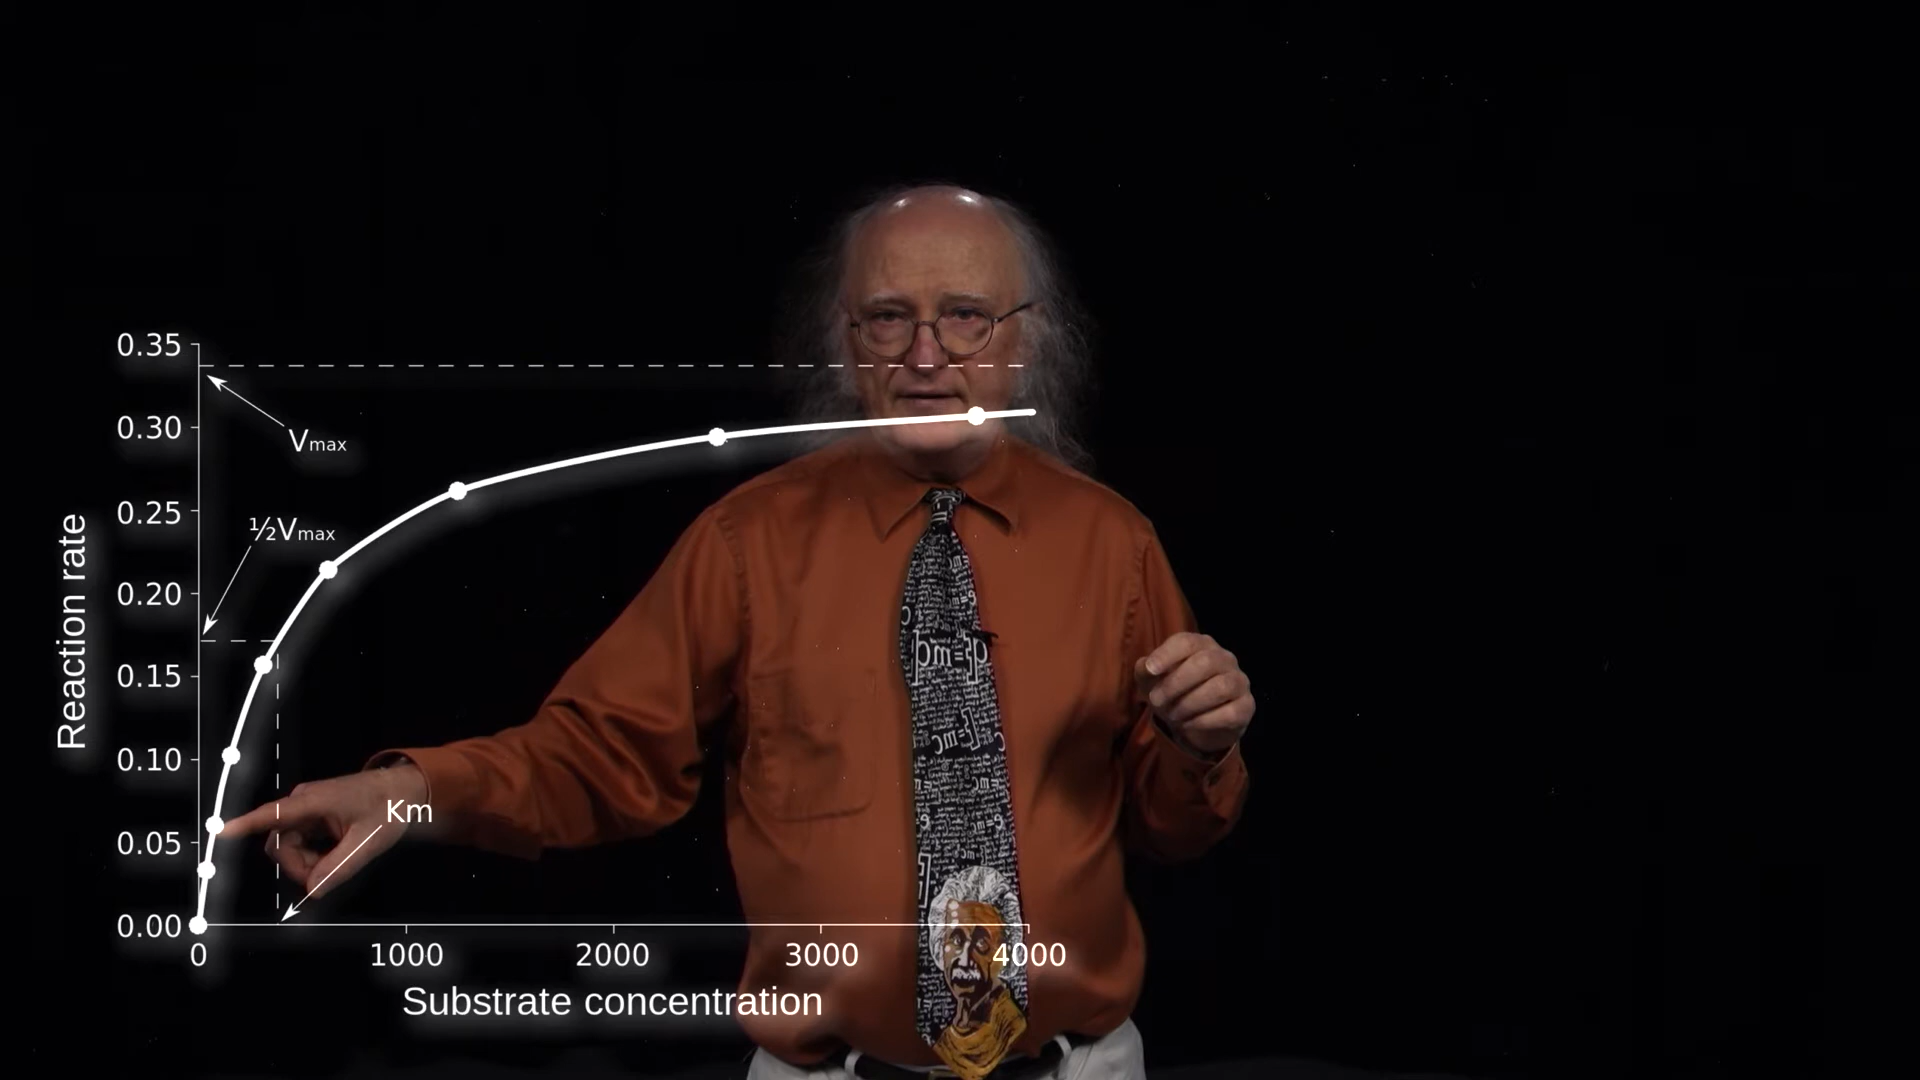 0.35
0.30
0.25
0.20
0.15
0.10
0.05
0.00
Reaction rate
Vmax
½Vmax
Km
0 1000 2000 3000 4000
Substrate concentration